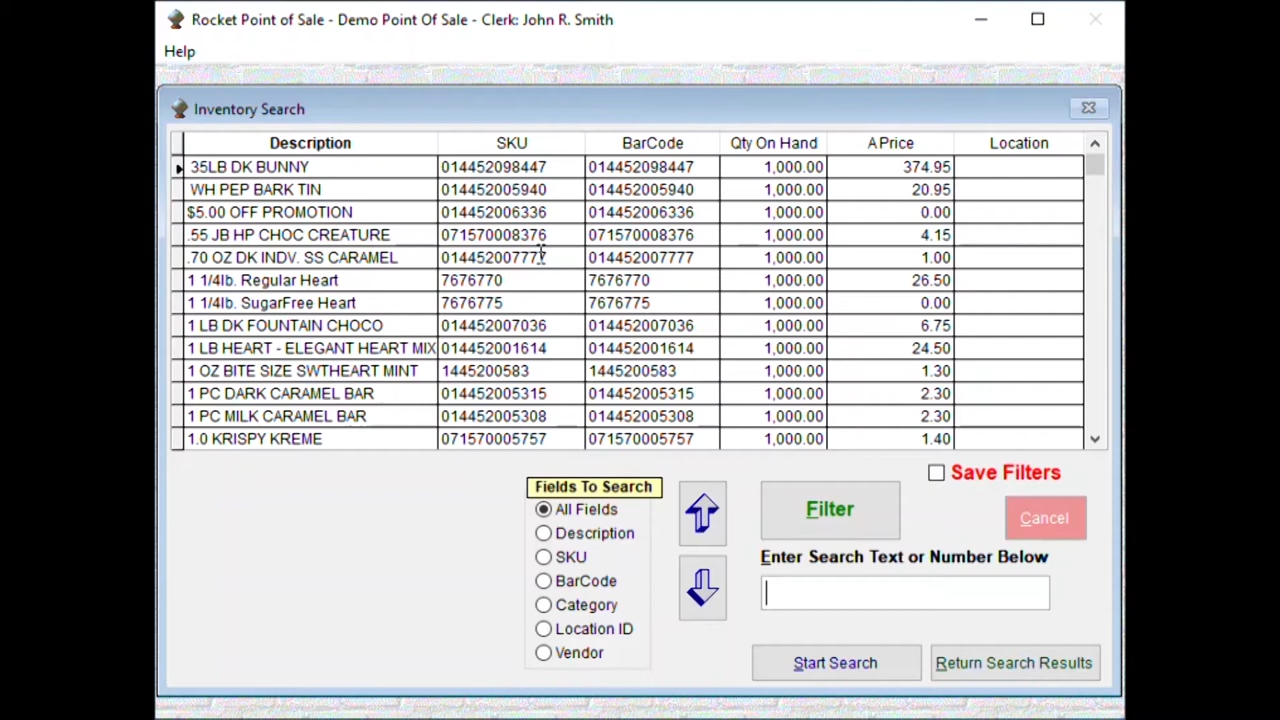 Rocket Point of Sale - Demo Point Of Sale - Clerk: John R. Smith
Help
Inventory Search
Description SKU BarCode Qty On Hand A Price Location
35LB DK BUNNY 014452098447 014452098447 1,000.00 374.95
WH PEP BARK TIN 014452005940 014452005940 1,000.00 20.95
$5.00 OFF PROMOTION 014452006336 014452006336 1,000.00 0.00
.55 JB HP CHOC CREATURE 071570008376 071570008376 1,000.00 4.15
.70 OZ DK INDV. SS CARAMEL 014452007777 014452007777 1,000.00 1.00
1 1/4lb. Regular Heart 7676770 7676770 1,000.00 26.50
1 1/4lb. SugarFree Heart 7676775 7676775 1,000.00 0.00
1 LB DK FOUNTAIN CHOCO 014452007036 014452007036 1,000.00 6.75
1 LB HEART - ELEGANT HEART MIX 014452001614 014452001614 1,000.00 24.50
1 OZ BITE SIZE SWTHEART MINT 1445200583 1445200583 1,000.00 1.30
1 PC DARK CARAMEL BAR 014452005315 014452005315 1,000.00 2.30
1 PC MILK CARAMEL BAR 014452005308 014452005308 1,000.00 2.30
1.0 KRISPY KREME 071570005757 071570005757 1,000.00 1.40
Save Filters
Fields To Search
All Fields
Description
SKU
BarCode
Category
Location ID
Vendor
Filter
Cancel
Enter Search Text or Number Below
Start Search
Return Search Results